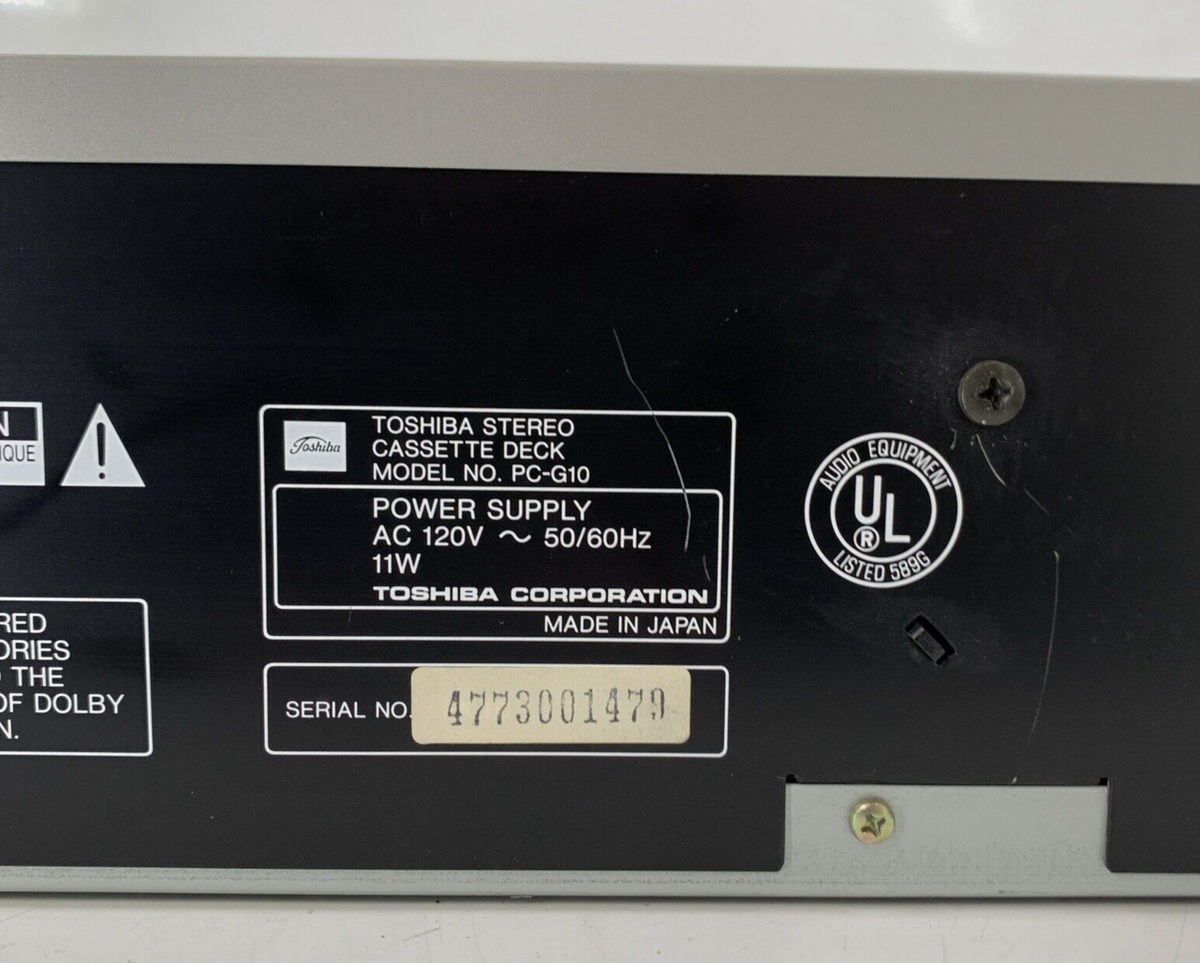 N
IQUE
!
Toshiba
TOSHIBA STEREO
CASSETTE DECK
MODEL NO. PC-G10
POWER SUPPLY
AC 120V ~ 50/60Hz
11W
TOSHIBA CORPORATION
MADE IN JAPAN
AUDIO EQUIPMENT
UL
®
LISTED 589G
RED
ORIES
THE
OF DOLBY
N.
SERIAL NO.
4773001479